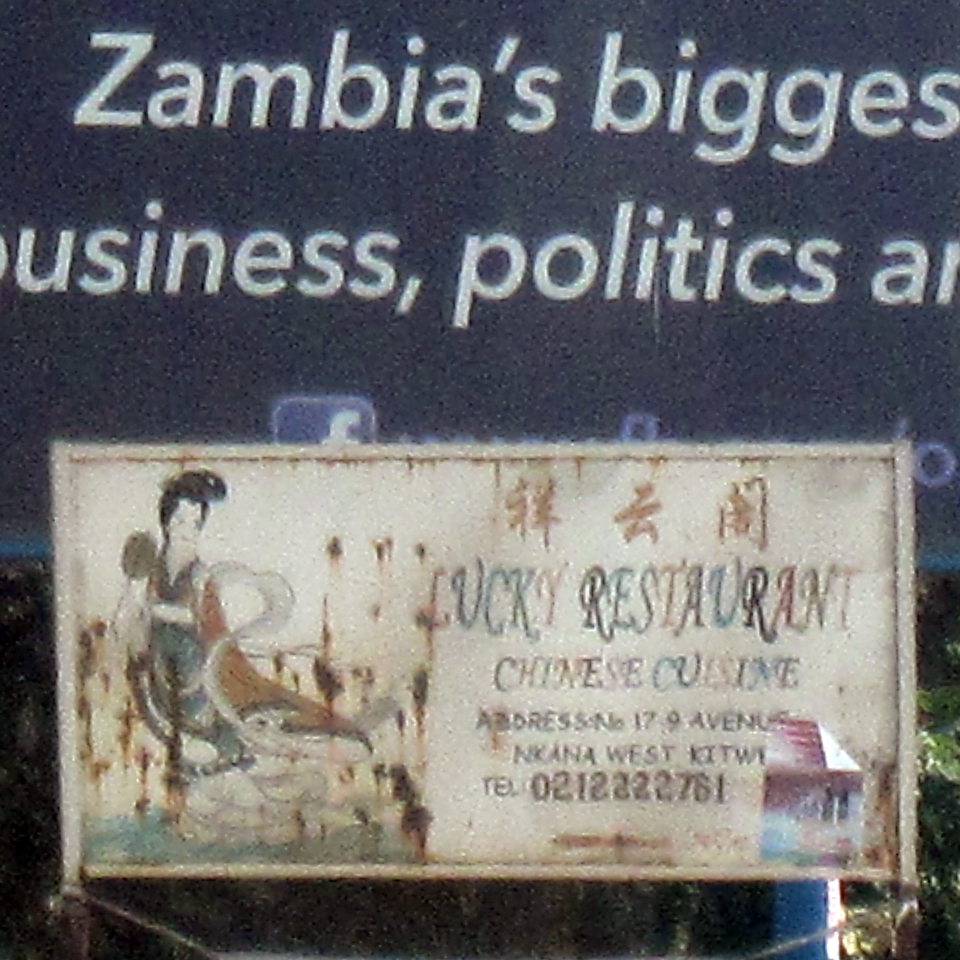 Zambia's bigges
business, politics an
f
祥云阁
LUCKY RESTAURANT
CHINESE CUISINE
ADDRESS:No 17 9 AVENUE
NKANA WEST KITWE
TEL 0212222761